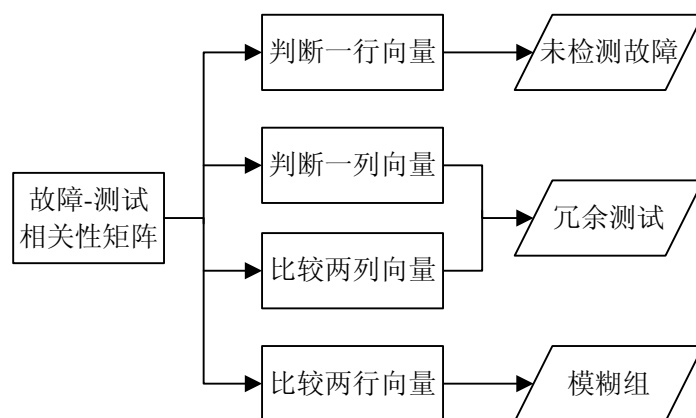 故障-测试
相关性矩阵
判断一行向量
未检测故障
判断一列向量
比较两列向量
冗余测试
比较两行向量
模糊组